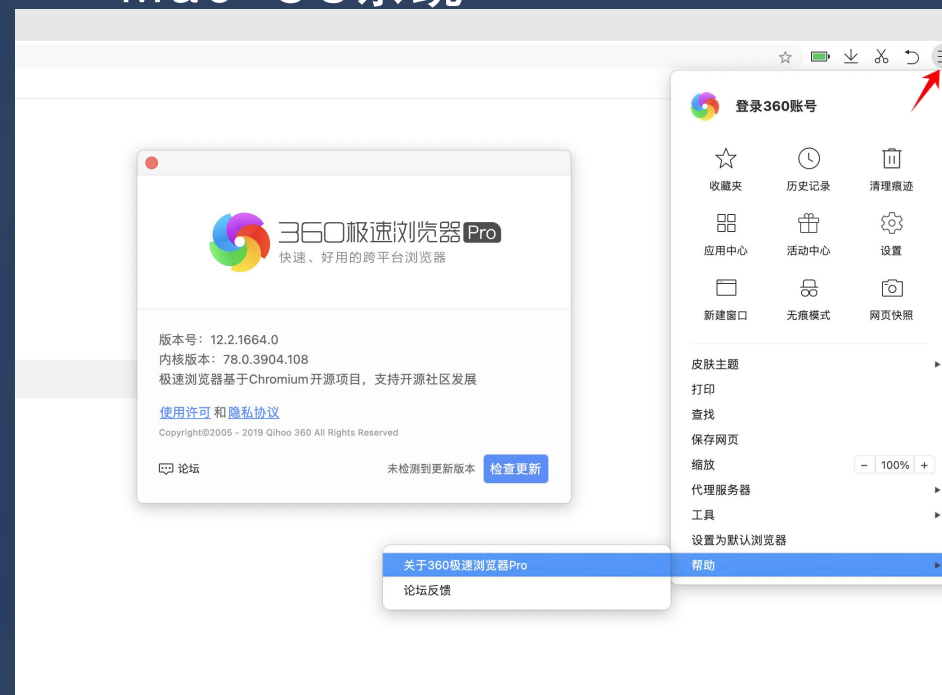 Mac OS系统
登录360账号
收藏夹 历史记录 清理痕迹
应用中心 活动中心 设置
新建窗口 无痕模式 网页快照
皮肤主题
打印
查找
保存网页
缩放 − 100% +
代理服务器
工具
设置为默认浏览器
帮助
关于360极速浏览器Pro
论坛反馈
360极速浏览器Pro
快速、好用的跨平台浏览器
版本号：12.2.1664.0
内核版本：78.0.3904.108
极速浏览器基于Chromium开源项目，支持开源社区发展
使用许可和隐私协议
Copyright©2005 - 2019 Qihoo 360 All Rights Reserved
论坛 未检测到更新版本 检查更新